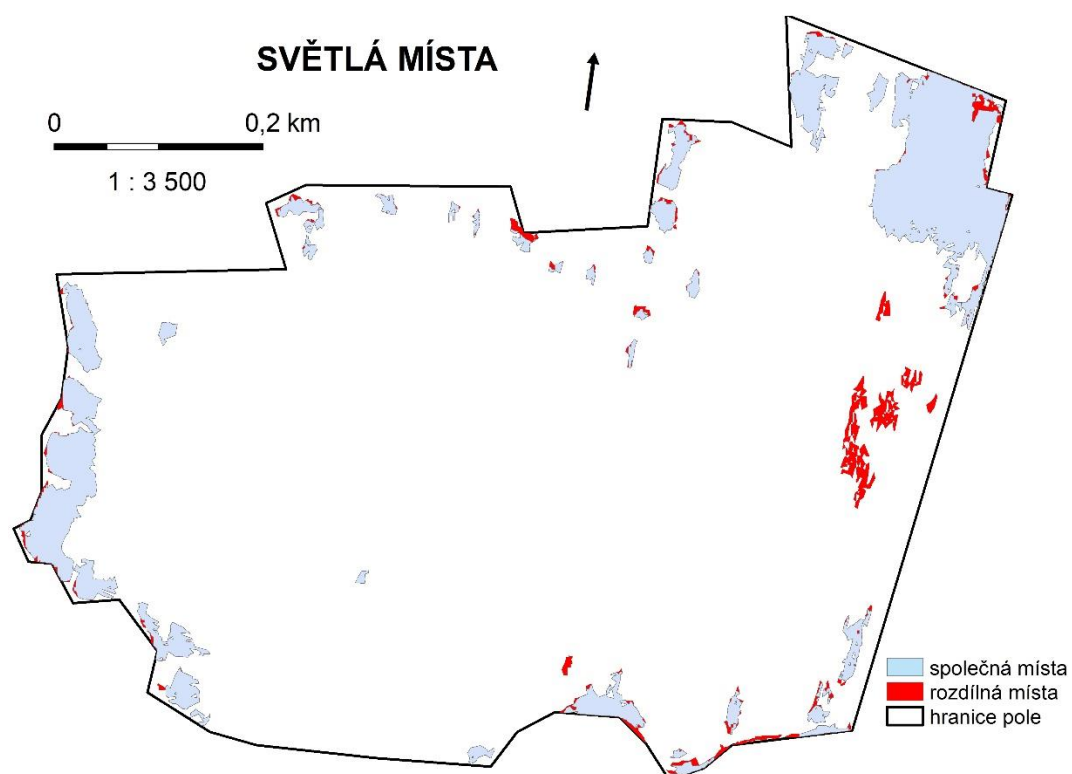 SVĚTLÁ MÍSTA
0 0,2 km
1 : 3 500
společná místa
rozdílná místa
hranice pole